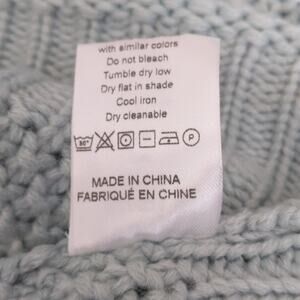 with similar colors
Do not bleach
Tumble dry low
Dry flat in shade
Cool iron
Dry cleanable
30° P
MADE IN CHINA
FABRIQUÉ EN CHINE